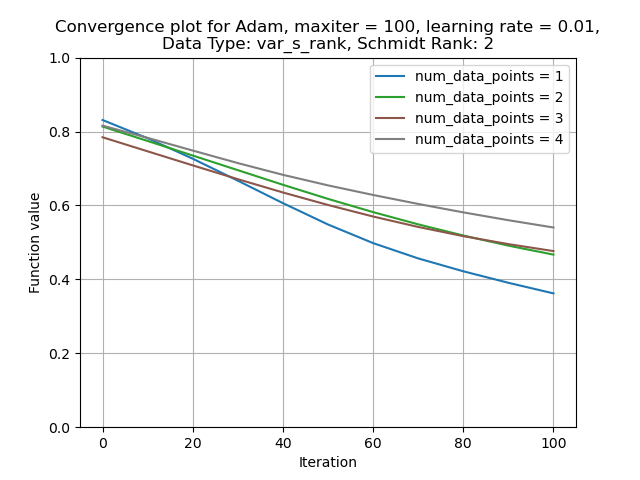 Convergence plot for Adam, maxiter = 100, learning rate = 0.01,
Data Type: var_s_rank, Schmidt Rank: 2
1.0
0.8
0.6
0.4
0.2
0.0
Function value
num_data_points = 1
num_data_points = 2
num_data_points = 3
num_data_points = 4
0 20 40 60 80 100
Iteration